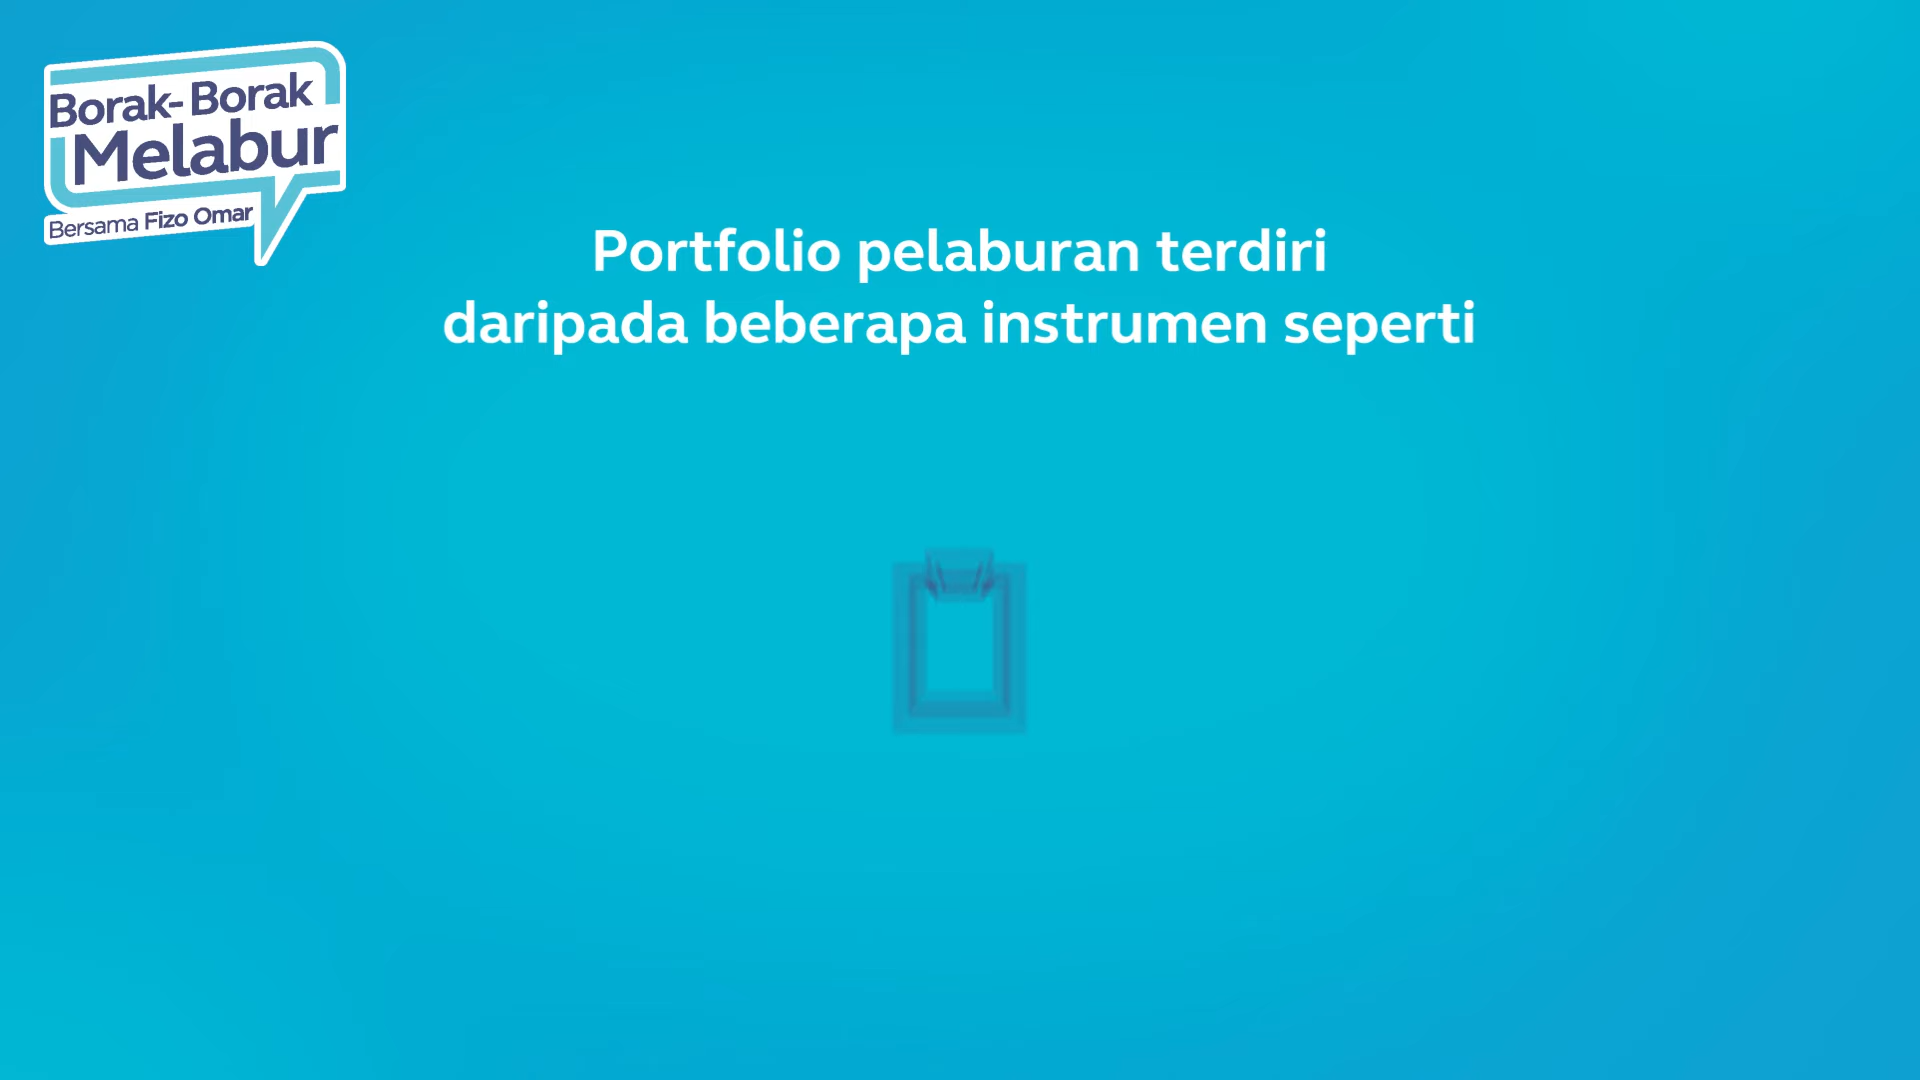 Borak-Borak
Melabur
Bersama Fizo Omar
Portfolio pelaburan terdiri
daripada beberapa instrumen seperti